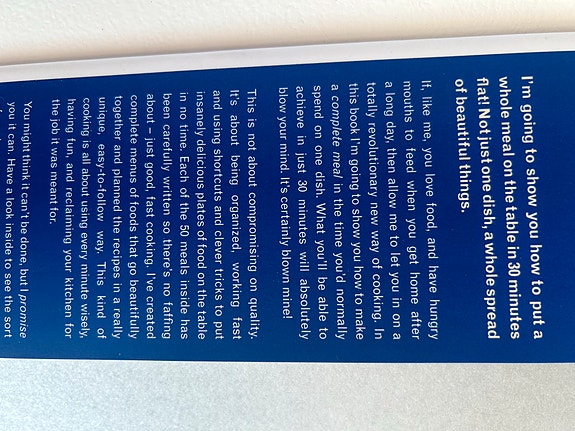 I'm going to show you how to put a
whole meal on the table in 30 minutes
flat! Not just one dish, a whole spread
of beautiful things.
If, like me, you love food, and have hungry
mouths to feed when you get home after
a long day, then allow me to let you in on a
totally revolutionary new way of cooking. In
this book I'm going to show you how to make
a complete meal in the time you'd normally
spend on one dish. What you'll be able to
achieve in just 30 minutes will absolutely
blow your mind. It's certainly blown mine!
This is not about compromising on quality.
It's about being organized, working fast
and using shortcuts and clever tricks to put
insanely delicious plates of food on the table
in no time. Each of the 50 meals inside has
been carefully written so there's no faffing
about – just good, fast cooking. I've created
complete menus of foods that go beautifully
together and planned the recipes in a really
unique, easy-to-follow way. This kind of
cooking is all about using every minute wisely,
having fun, and reclaiming your kitchen for
the job it was meant for.
You might think it can't be done, but I promise
you it can. Have a look inside to see the sort